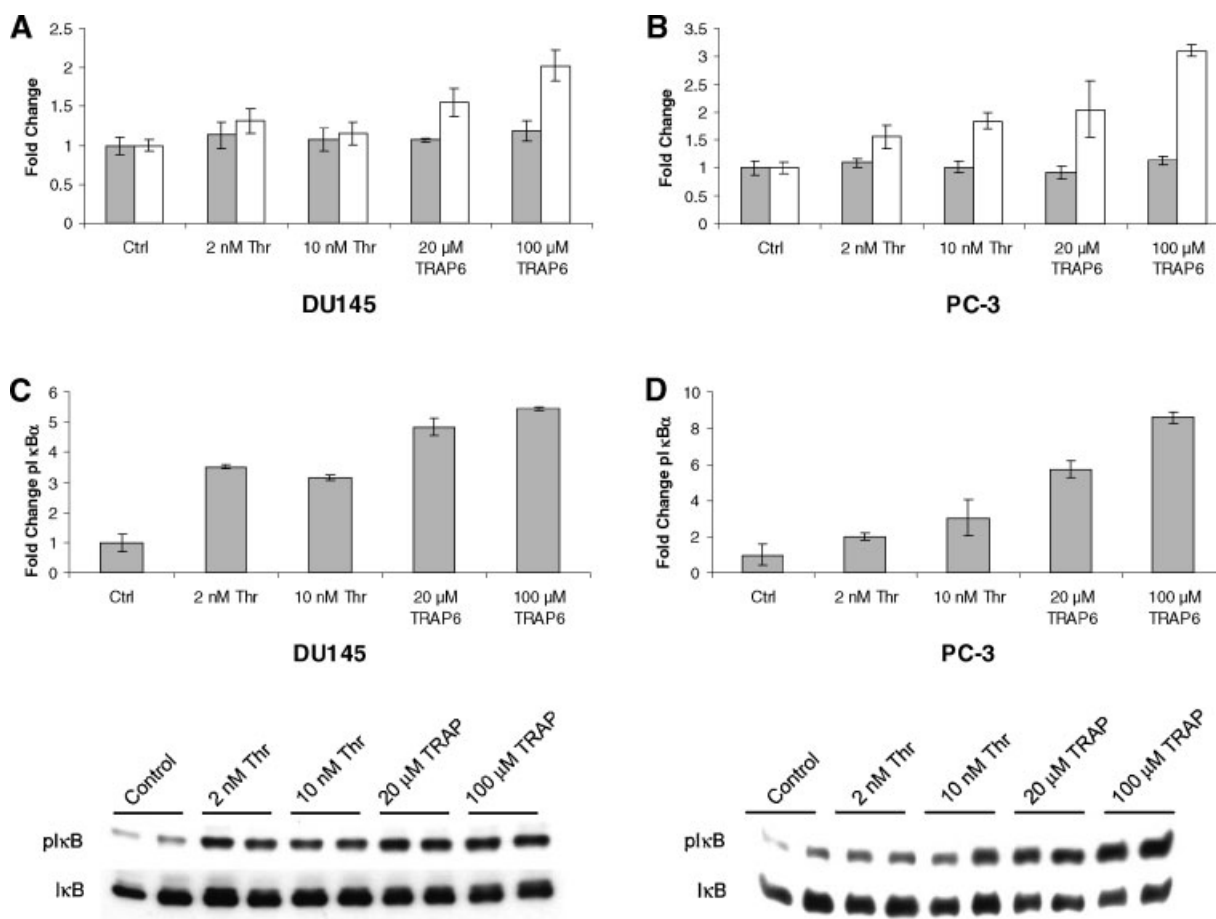 A
Fold Change
2.5
2
1.5
1
0.5
0
Ctrl
2 nM Thr
10 nM Thr
20 µM TRAP6
100 µM TRAP6
DU145
B
Fold Change
3.5
3
2.5
2
1.5
1
0.5
0
Ctrl
2 nM Thr
10 nM Thr
20 µM TRAP6
100 µM TRAP6
PC-3
C
Fold Change pI κBα
6
5
4
3
2
1
0
Ctrl
2 nM Thr
10 nM Thr
20 µM TRAP6
100 µM TRAP6
DU145
Control
2 nM Thr
10 nM Thr
20 µM TRAP
100 µM TRAP
pIκB
IκB
D
Fold Change pI κBα
10
8
6
4
2
0
Ctrl
2 nM Thr
10 nM Thr
20 µM TRAP6
100 µM TRAP6
PC-3
Control
2 nM Thr
10 nM Thr
20 µM TRAP
100 µM TRAP
pIκB
IκB